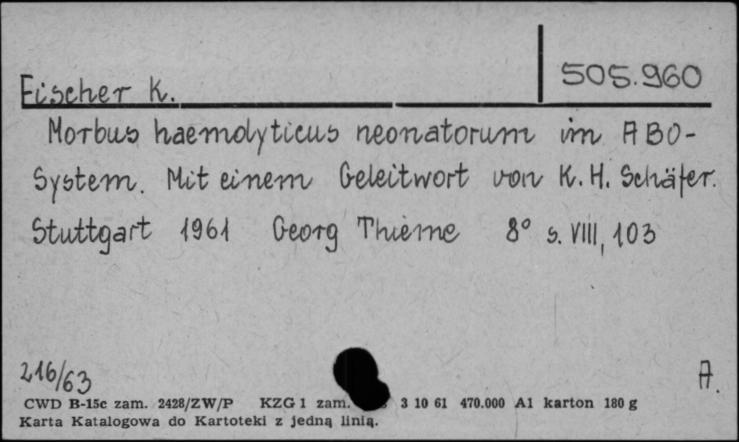 505.960
Fischer K.
Morbus haemolyticus neonatorum im ABO-
System. Mit einem Geleitwort von K.H. Schäfer.
Stuttgart 1961 Georg Thieme 8° s. VIII, 103
216/63
A.
CWD B-15c zam. 2428/ZW/P KZG 1 zam. 3 10 61 470.000 A1 karton 180 g
Karta Katalogowa do Kartoteki z jedną linią.